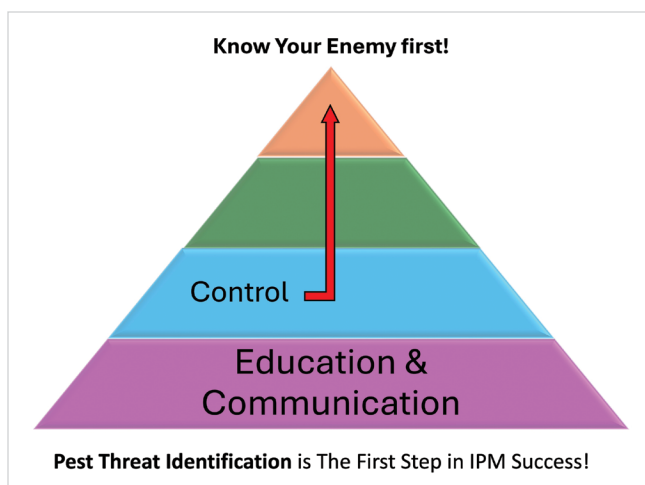 Know Your Enemy first!
Control
Education &
Communication
Pest Threat Identification is The First Step in IPM Success!